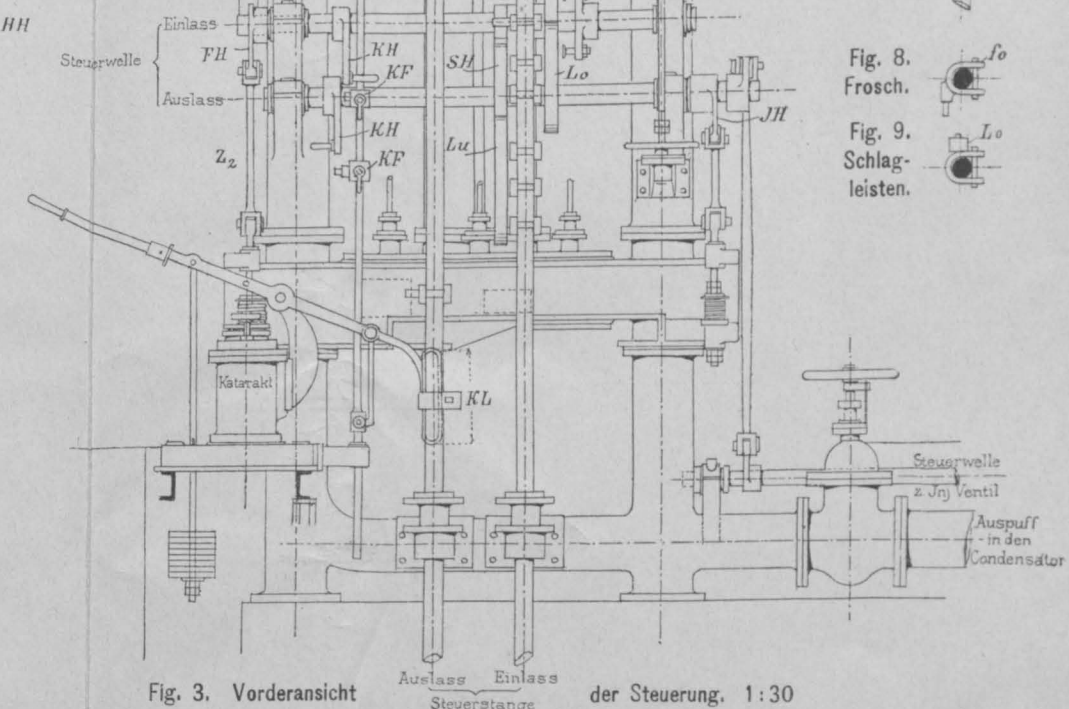 HH
Einlass
FH
KH
Steuerwelle
SH
KF
Lo
Auslass
JH
KH
Zz
Lu
KF
Fig. 8.
fo
Frosch.
Fig. 9.
Lo
Schlag-
leisten.
Katarakt
KL
Steuerwelle
z. Jnj Ventil
Auspuff
in den
Condensator
Auslass Einlass
Steuerstange
Fig. 3. Vorderansicht der Steuerung. 1:30